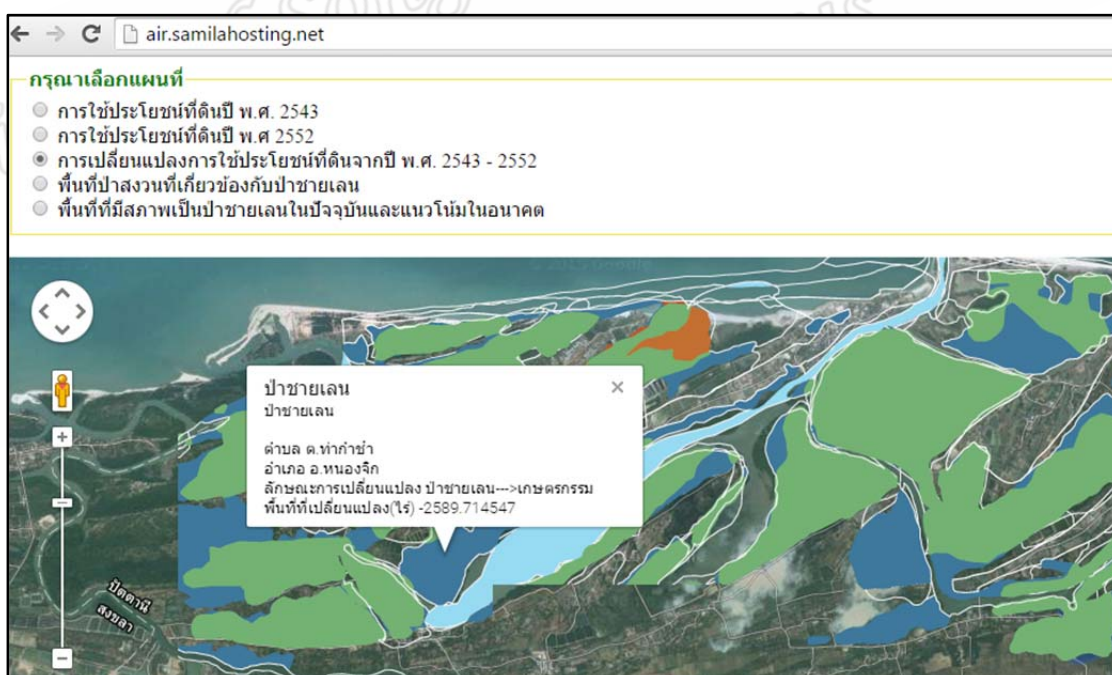 air.samilahosting.net
กรุณาเลือกแผนที่
การใช้ประโยชน์ที่ดินปี พ.ศ. 2543
การใช้ประโยชน์ที่ดินปี พ.ศ 2552
การเปลี่ยนแปลงการใช้ประโยชน์ที่ดินจากปี พ.ศ. 2543 - 2552
พื้นที่ป่าสงวนที่เกี่ยวข้องกับป่าชายเลน
พื้นที่ที่มีสภาพเป็นป่าชายเลนในปัจจุบันและแนวโน้มในอนาคต
ป่าชายเลน
ป่าชายเลน
ตำบล ต.ท่ากำชำ
อำเภอ อ.หนองจิก
ลักษณะการเปลี่ยนแปลง ป่าชายเลน--->เกษตรกรรม
พื้นที่ที่เปลี่ยนแปลง(ไร่) -2589.714547
ปัตตานี
สงขลา